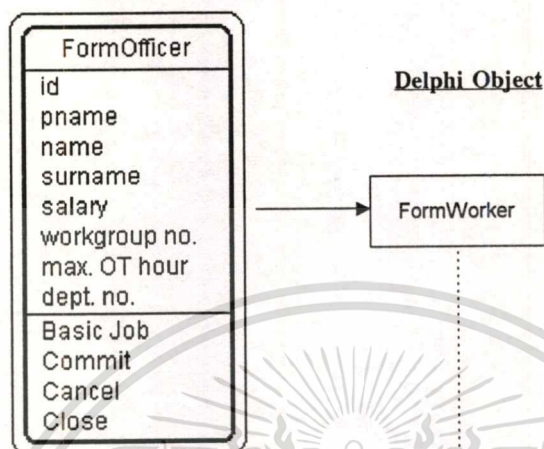 FormOfficer
id
pname
name
surname
salary
workgroup no.
max. OT hour
dept. no.
Basic Job
Commit
Cancel
Close
Delphi Object
FormWorker